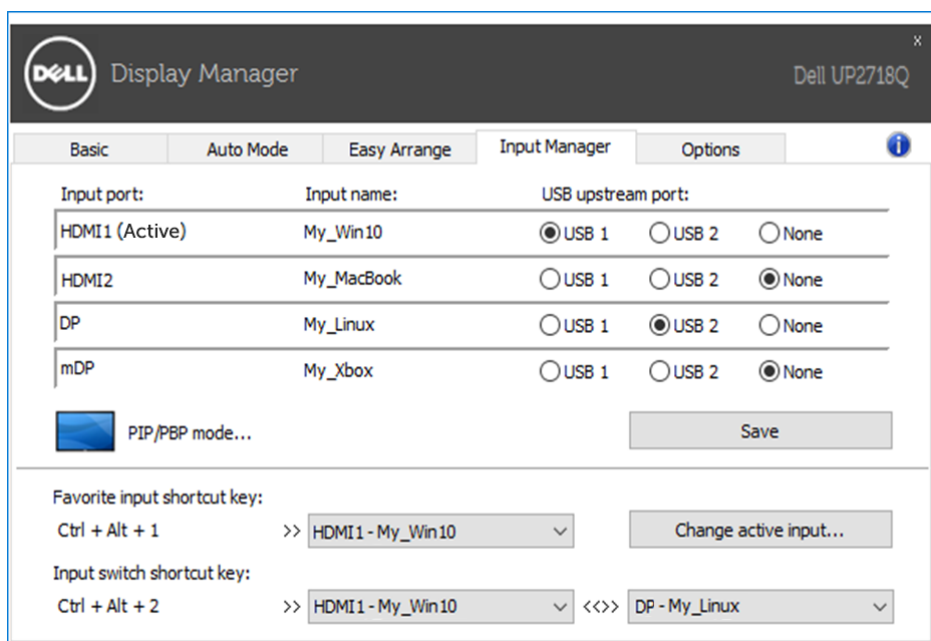 x
DELL Display Manager Dell UP2718Q
Basic Auto Mode Easy Arrange Input Manager Options i
Input port: Input name: USB upstream port:
HDMI1 (Active) My_Win10 USB 1 USB 2 None
HDMI2 My_MacBook USB 1 USB 2 None
DP My_Linux USB 1 USB 2 None
mDP My_Xbox USB 1 USB 2 None
PIP/PBP mode... Save
Favorite input shortcut key:
Ctrl + Alt + 1 >> HDMI1 - My_Win10 Change active input...
Input switch shortcut key:
Ctrl + Alt + 2 >> HDMI1 - My_Win10 <<>> DP - My_Linux